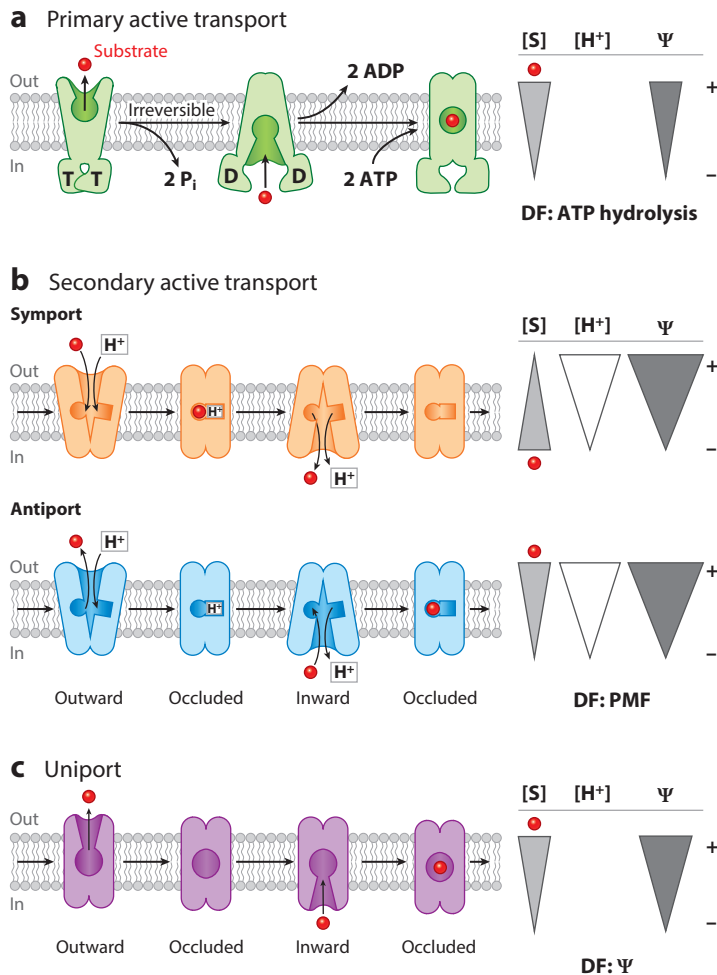 a Primary active transport
[S] [H⁺] Ψ
Substrate
Out
In
Irreversible
2 ADP
T T
2 Pᵢ
D D
2 ATP
+
–
DF: ATP hydrolysis
b Secondary active transport
Symport
[S] [H⁺] Ψ
H⁺
Out
In
H⁺
H⁺
+
–
Antiport
H⁺
Out
In
H⁺
H⁺
+
–
Outward Occluded Inward Occluded
DF: PMF
c Uniport
[S] [H⁺] Ψ
Out
In
+
–
Outward Occluded Inward Occluded
DF: Ψ